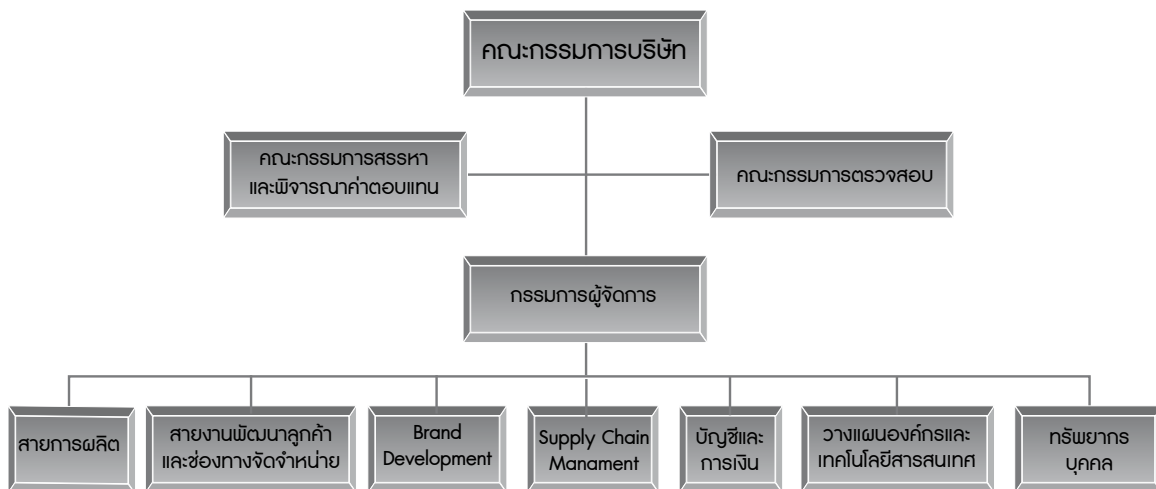 คณะกรรมการบริษัท
คณะกรรมการสรรหา
และพิจารณาค่าตอบแทน
คณะกรรมการตรวจสอบ
กรรมการผู้จัดการ
สายการผลิต
สายงานพัฒนาลูกค้า
และช่องทางจัดจำหน่าย
Brand
Development
Supply Chain
Manament
บัญชีและ
การเงิน
วางแผนองค์กรและ
เทคโนโลยีสารสนเทศ
ทรัพยากร
บุคคล